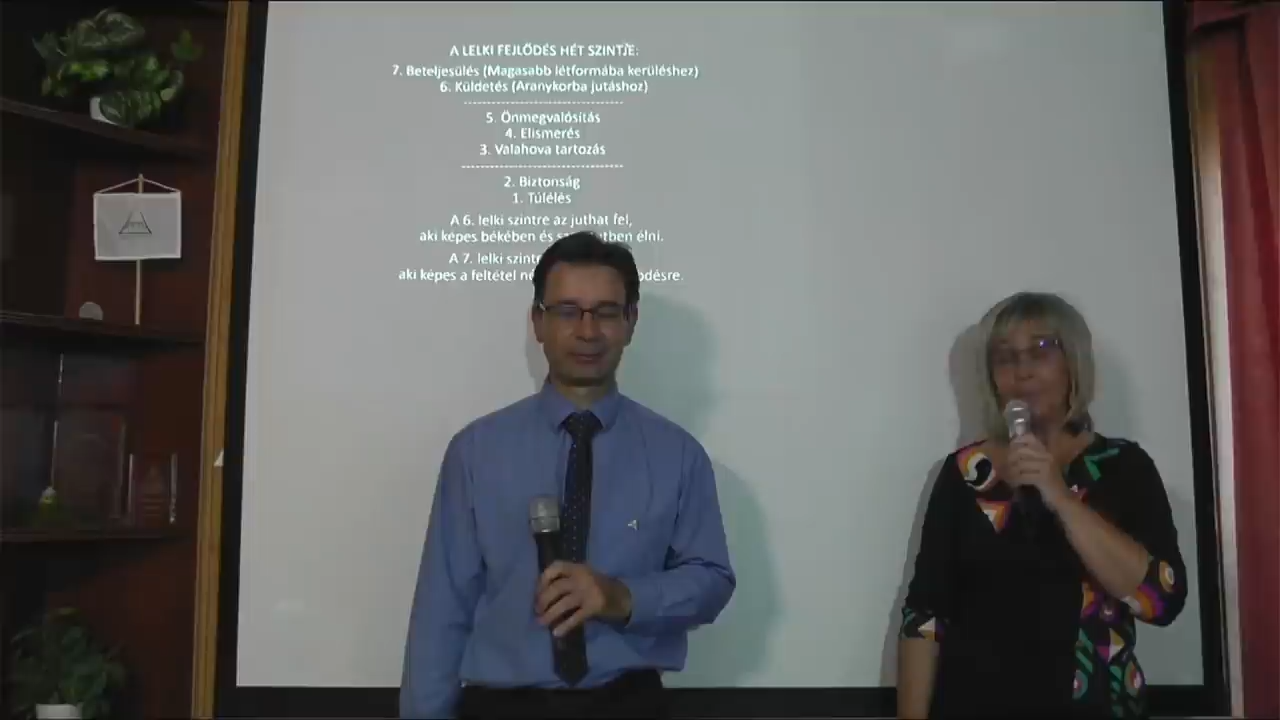 A LELKI FEJLŐDÉS HÉT SZINTJE:
7. Beteljesülés (Magasabb létformába kerüléshez)
6. Küldetés (Aranykorba jutáshoz)
--------------------------------
5. Önmegvalósítás
4. Elismerés
3. Valahova tartozás
--------------------------------
2. Biztonság
1. Túlélés
A 6. lelki szintre az juthat fel,
aki képes békében és élni.
A 7. lelki
aki képes a feltétel